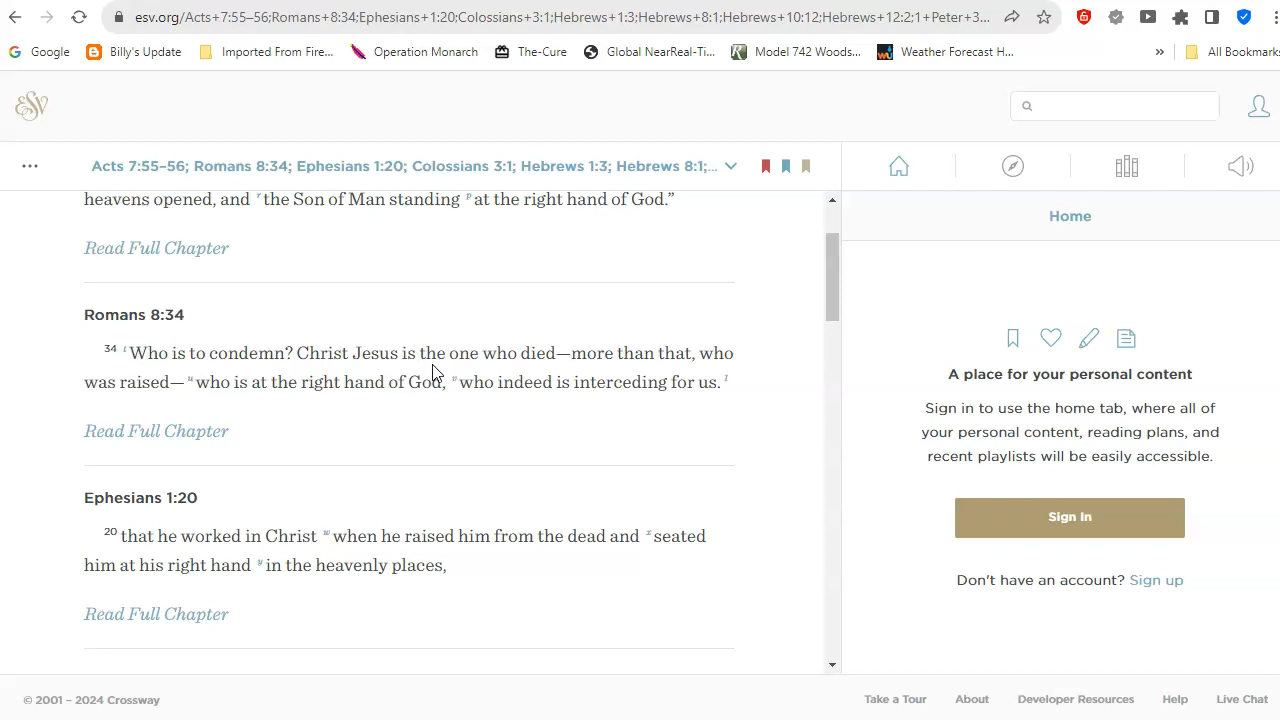 esv.org/Acts+7:55–56;Romans+8:34;Ephesians+1:20;Colossians+3:1;Hebrews+1:3;Hebrews+8:1;Hebrews+10:12;Hebrews+12:2;1+Peter+3...
Google Billy's Update Imported From Fire... Operation Monarch The-Cure Global NearReal-Ti... Model 742 Woods... Weather Forecast H... » All Bookmarks
ESV
Acts 7:55–56; Romans 8:34; Ephesians 1:20; Colossians 3:1; Hebrews 1:3; Hebrews 8:1;...
Home
heavens opened, and r the Son of Man standing p at the right hand of God.”
Read Full Chapter
Romans 8:34
34 t Who is to condemn? Christ Jesus is the one who died—more than that, who
was raised— u who is at the right hand of God, v who indeed is interceding for us. 1
Read Full Chapter
Ephesians 1:20
20 that he worked in Christ w when he raised him from the dead and x seated
him at his right hand y in the heavenly places,
Read Full Chapter
A place for your personal content
Sign in to use the home tab, where all of
your personal content, reading plans, and
recent playlists will be easily accessible.
Sign In
Don't have an account? Sign up
© 2001 – 2024 Crossway Take a Tour About Developer Resources Help Live Chat